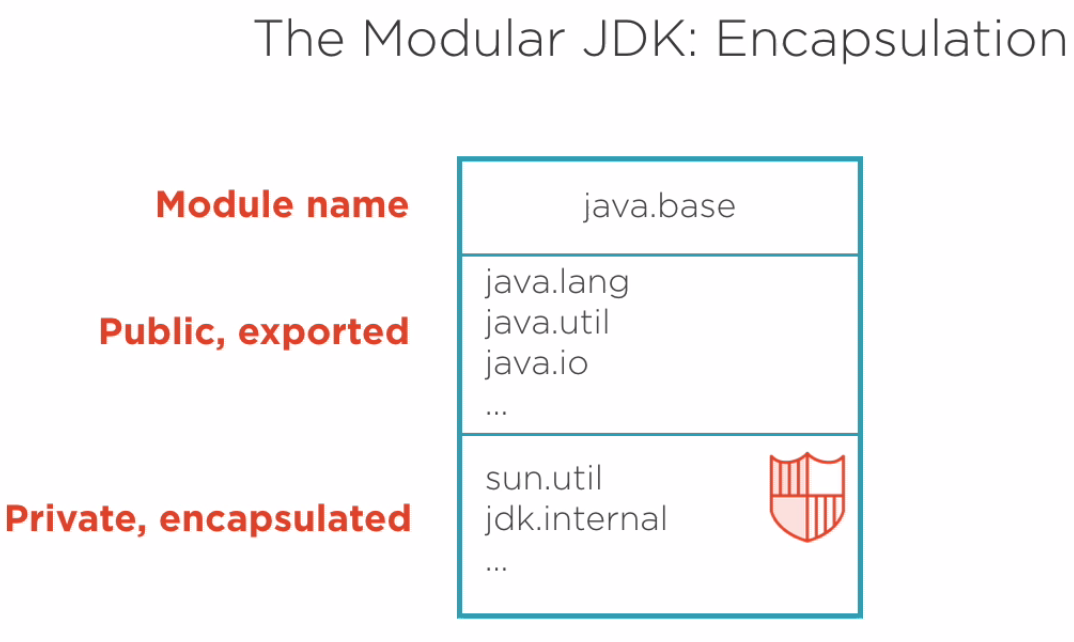 The Modular JDK: Encapsulation
Module name
java.base
Public, exported
java.lang
java.util
java.io
...
Private, encapsulated
sun.util
jdk.internal
...